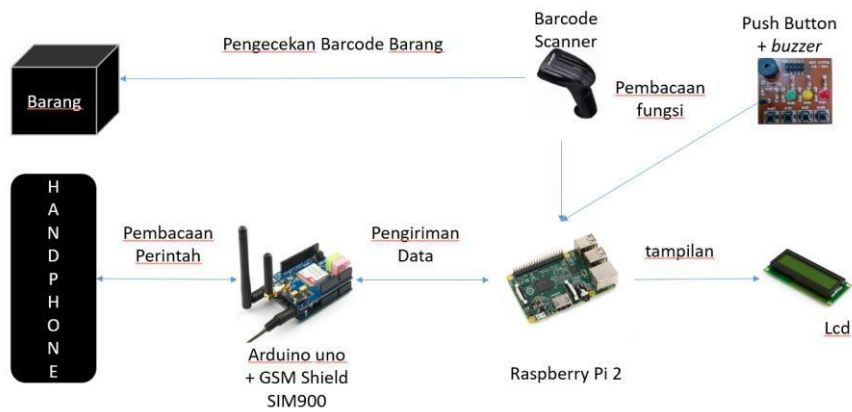 Barcode
Scanner
Push Button
+ buzzer
Pengecekan Barcode Barang
Barang
Pembacaan
fungsi
H
A
N
D
P
H
O
N
E
Pembacaan
Perintah
Pengiriman
Data
tampilan
Lcd
Arduino uno
+ GSM Shield
SIM900
Raspberry Pi 2